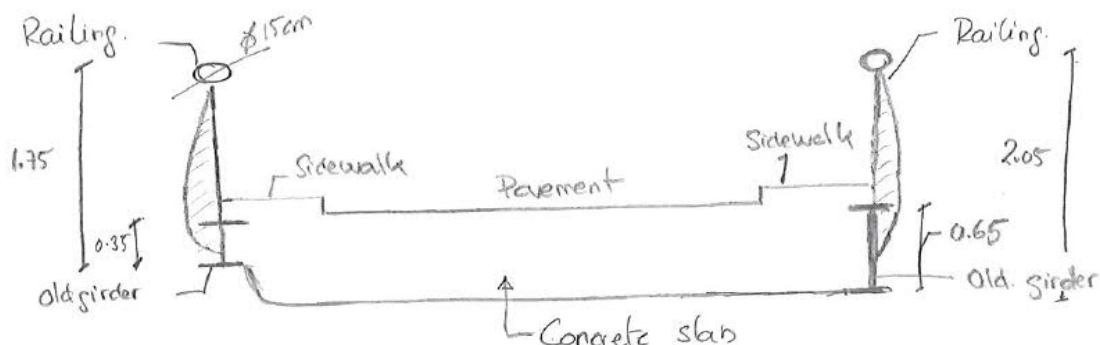 Railing.
ϕ15cm
Railing.
1.75
Sidewalk
Pavement
Sidewalk
2.05
0.35
0.65
Old girder
Old. girder
Concrete slab